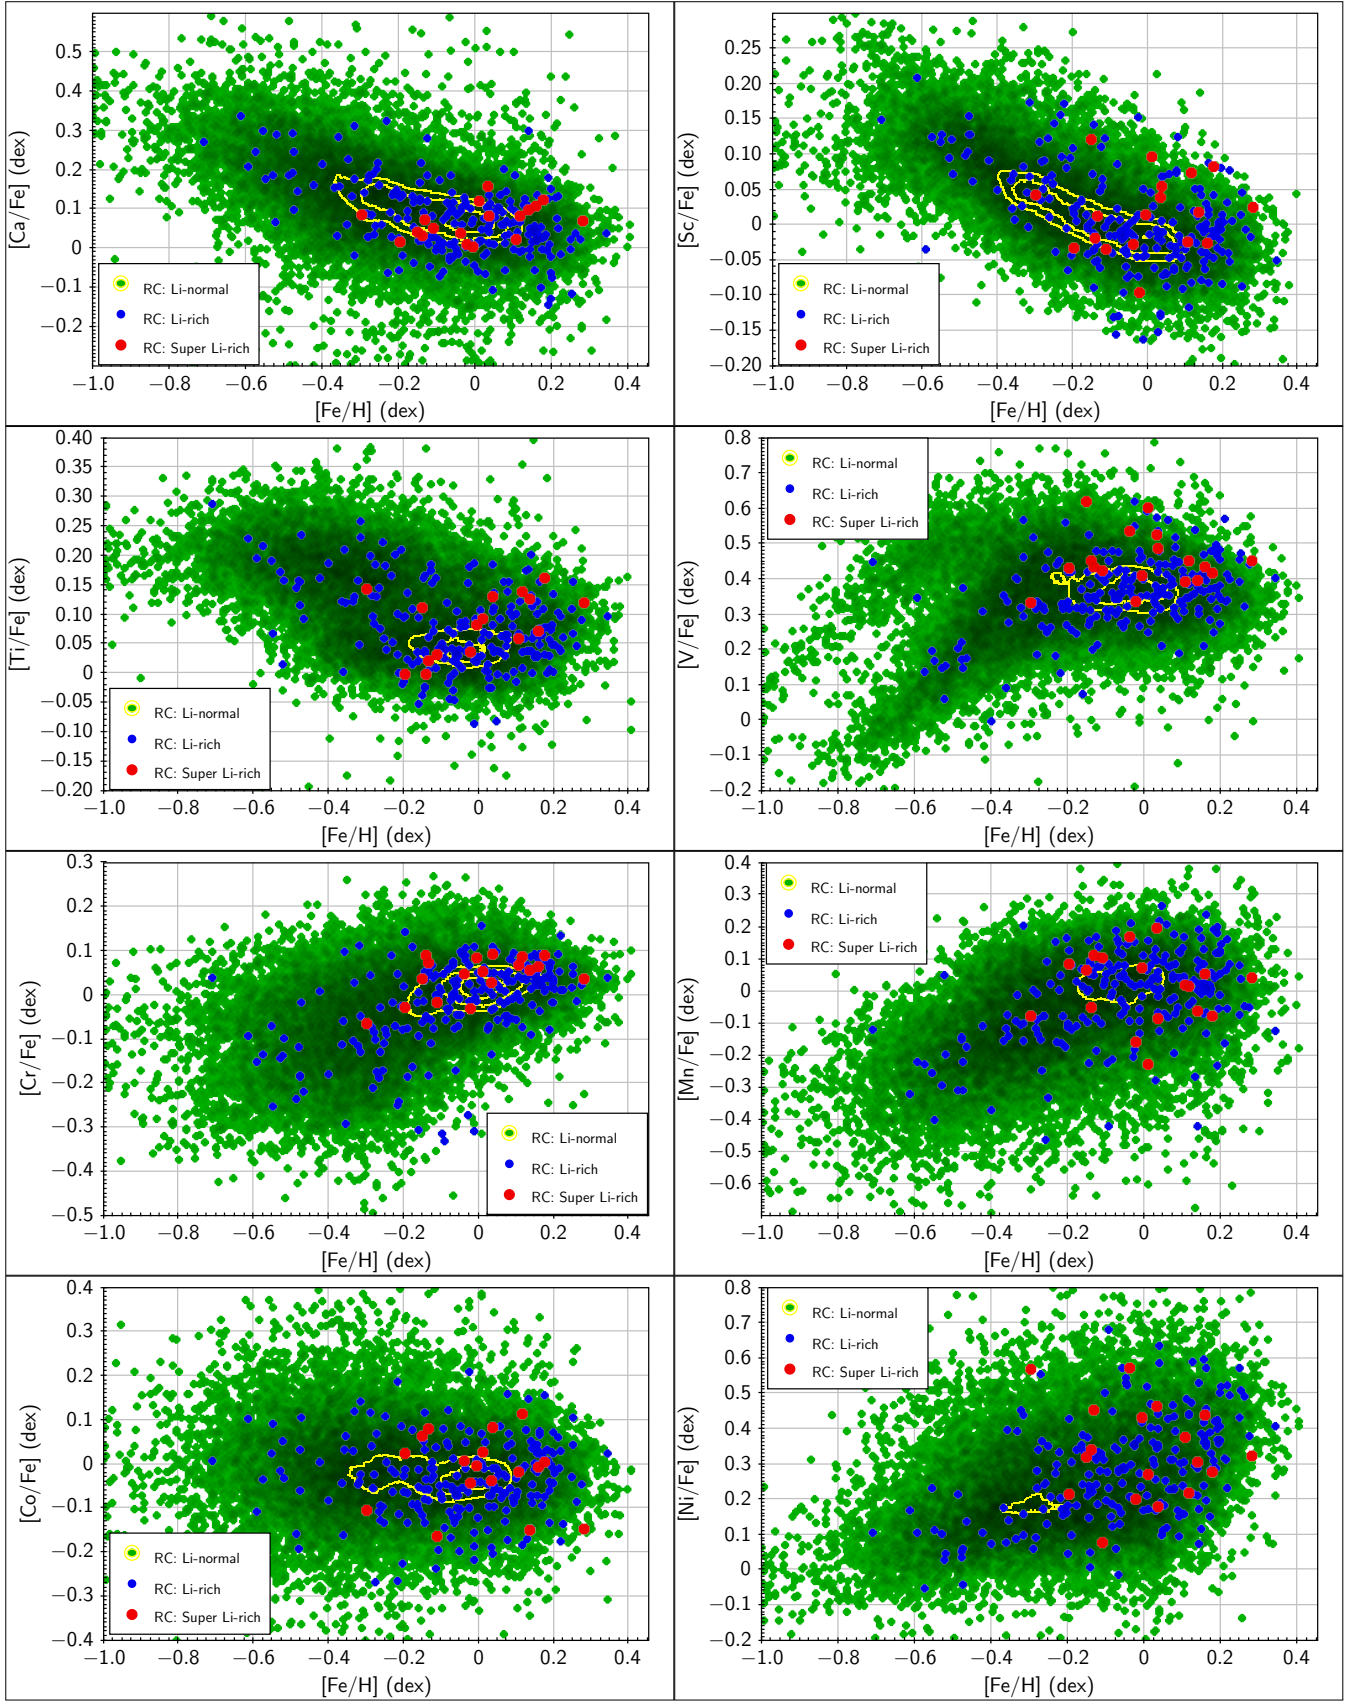 [Ca/Fe] (dex)
0.5
0.4
0.3
0.2
0.1
0
−0.1
−0.2
RC: Li-normal
RC: Li-rich
RC: Super Li-rich
−1.0 −0.8 −0.6 −0.4 −0.2 0 0.2 0.4
[Fe/H] (dex)
[Sc/Fe] (dex)
0.25
0.20
0.15
0.10
0.05
0
−0.05
−0.10
−0.15
−0.20
RC: Li-normal
RC: Li-rich
RC: Super Li-rich
−1.0 −0.8 −0.6 −0.4 −0.2 0 0.2 0.4
[Fe/H] (dex)
[Ti/Fe] (dex)
0.40
0.35
0.30
0.25
0.20
0.15
0.10
0.05
0
−0.05
−0.10
−0.15
−0.20
RC: Li-normal
RC: Li-rich
RC: Super Li-rich
−1.0 −0.8 −0.6 −0.4 −0.2 0 0.2 0.4
[Fe/H] (dex)
[V/Fe] (dex)
0.8
0.7
0.6
0.5
0.4
0.3
0.2
0.1
0
−0.1
−0.2
RC: Li-normal
RC: Li-rich
RC: Super Li-rich
−1.0 −0.8 −0.6 −0.4 −0.2 0 0.2 0.4
[Fe/H] (dex)
[Cr/Fe] (dex)
0.3
0.2
0.1
0
−0.1
−0.2
−0.3
−0.4
−0.5
RC: Li-normal
RC: Li-rich
RC: Super Li-rich
−1.0 −0.8 −0.6 −0.4 −0.2 0 0.2 0.4
[Fe/H] (dex)
[Mn/Fe] (dex)
0.4
0.3
0.2
0.1
0
−0.1
−0.2
−0.3
−0.4
−0.5
−0.6
RC: Li-normal
RC: Li-rich
RC: Super Li-rich
−1.0 −0.8 −0.6 −0.4 −0.2 0 0.2 0.4
[Fe/H] (dex)
[Co/Fe] (dex)
0.4
0.3
0.2
0.1
0
−0.1
−0.2
−0.3
−0.4
RC: Li-normal
RC: Li-rich
RC: Super Li-rich
−1.0 −0.8 −0.6 −0.4 −0.2 0 0.2 0.4
[Fe/H] (dex)
[Ni/Fe] (dex)
0.8
0.7
0.6
0.5
0.4
0.3
0.2
0.1
0
−0.1
−0.2
RC: Li-normal
RC: Li-rich
RC: Super Li-rich
−1.0 −0.8 −0.6 −0.4 −0.2 0 0.2 0.4
[Fe/H] (dex)